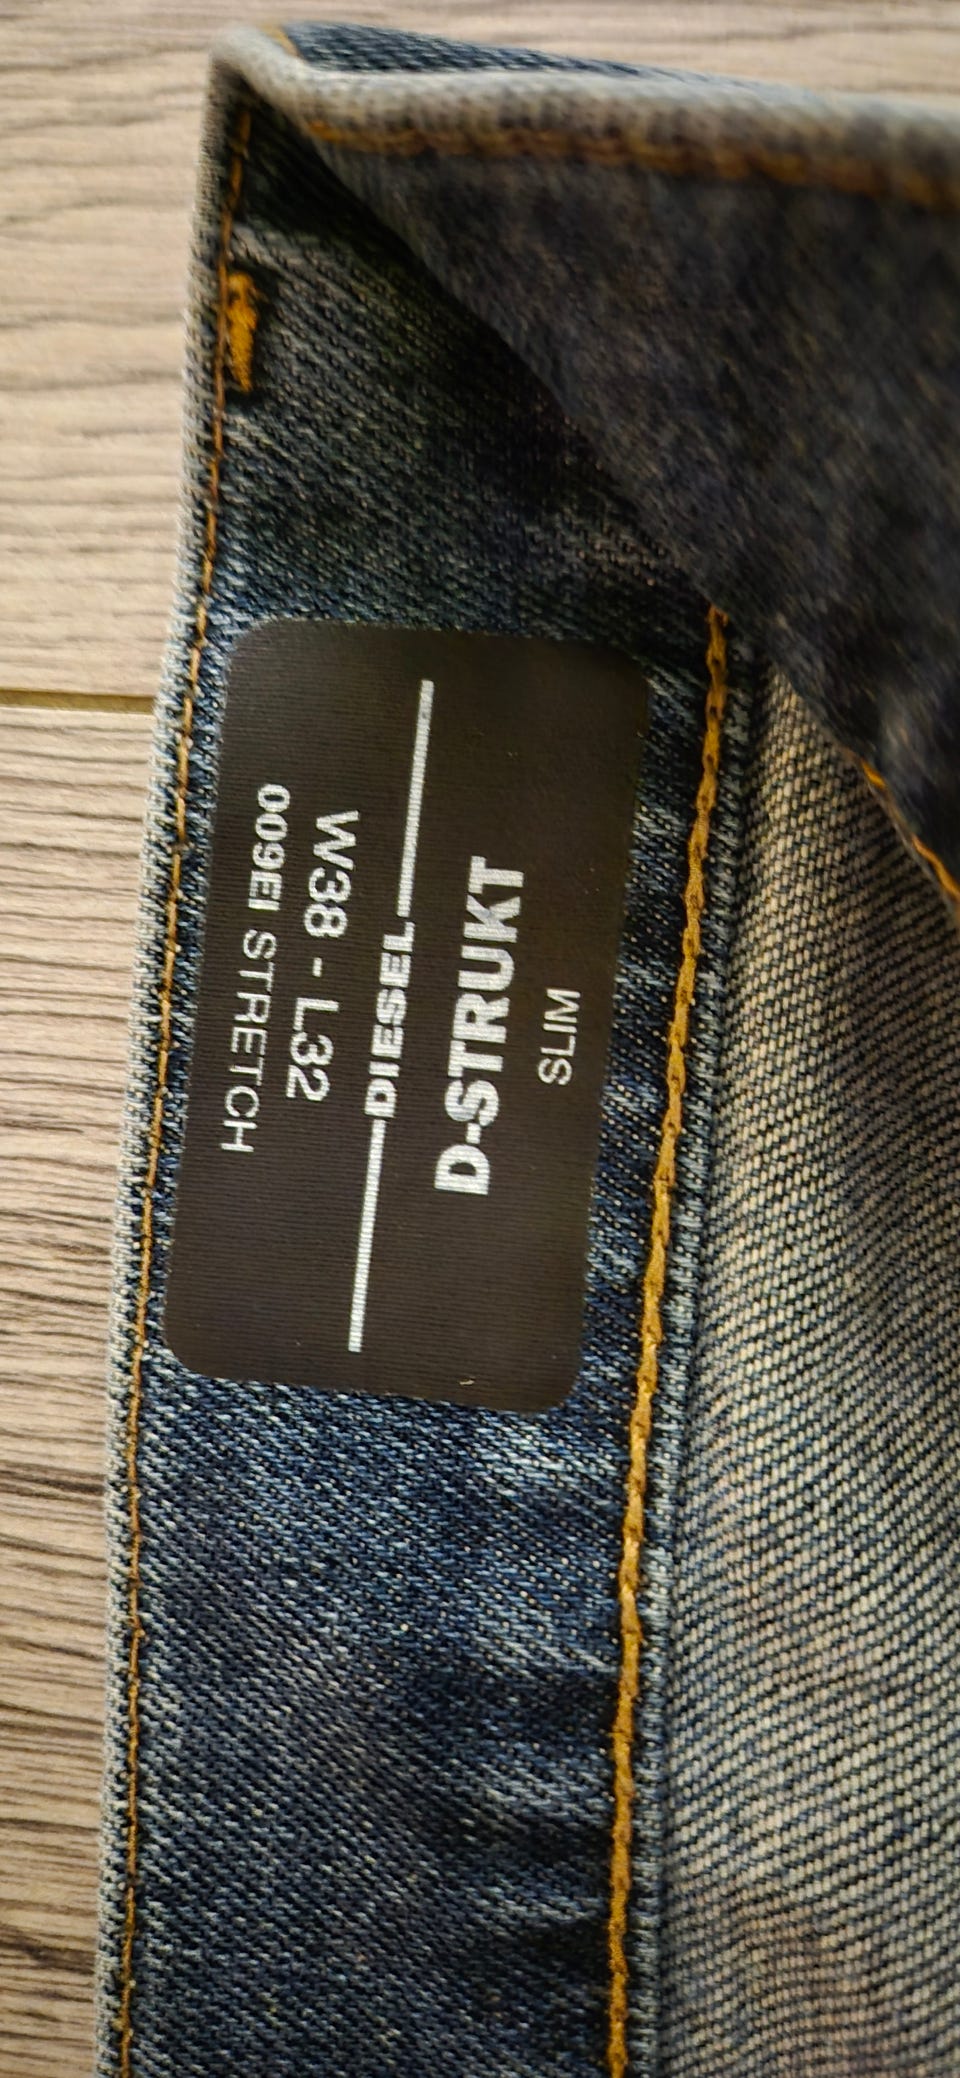 DIESEL
D-STRUKT
SLIM
W38 - L32
009EI STRETCH